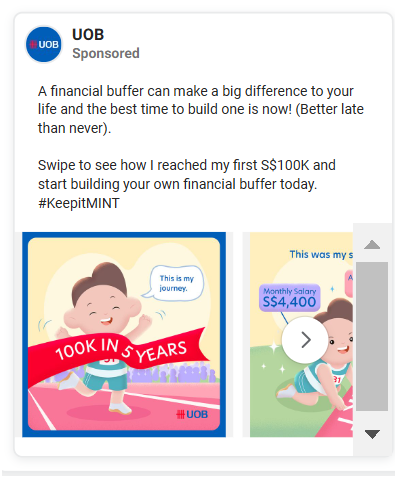 UOB
UOB
Sponsored
A financial buffer can make a big difference to your
life and the best time to build one is now! (Better late
than never).
Swipe to see how I reached my first S$100K and
start building your own financial buffer today.
#KeepitMINT
This is my
journey.
100K IN 5 YEARS
31
UOB
This was my s
Monthly Salary
S$4,400
A
31